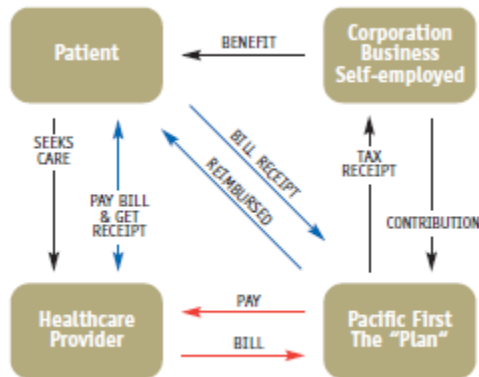 Patient
BENEFIT
Corporation
Business
Self-employed
SEEKS
CARE
PAY BILL
& GET
RECEIPT
BILL RECEIPT
REIMBURSED
TAX
RECEIPT
CONTRIBUTION
Healthcare
Provider
PAY
BILL
Pacific First
The "Plan"